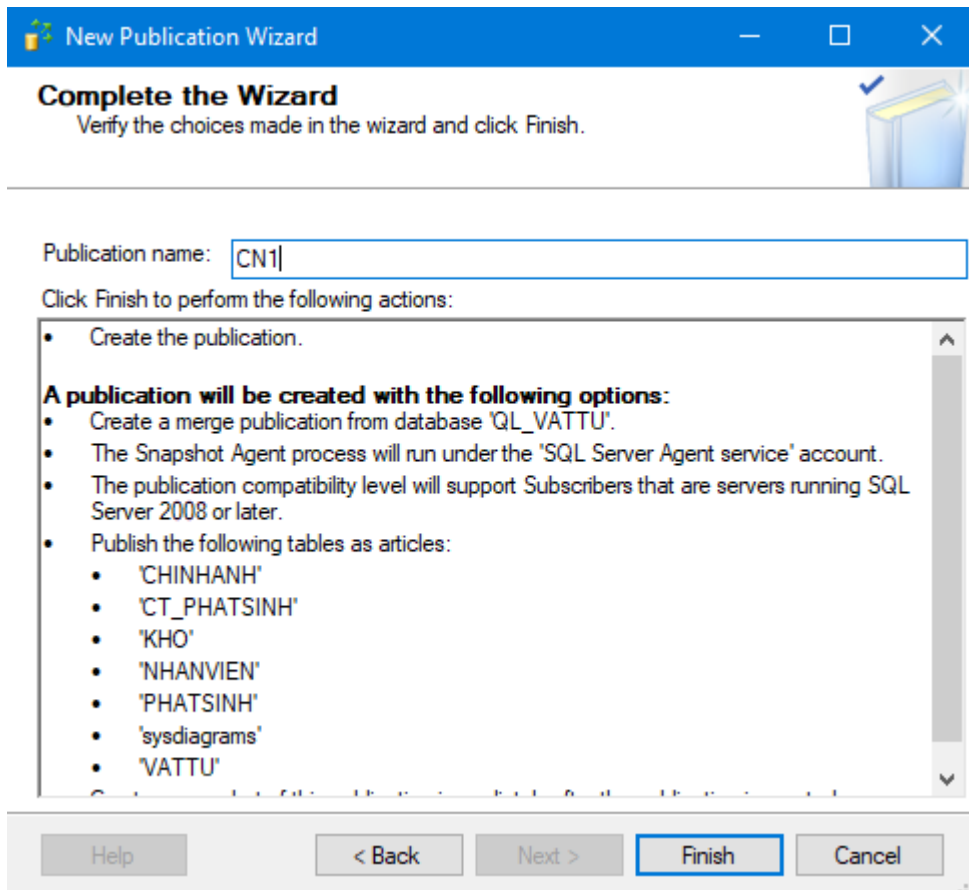 New Publication Wizard
Complete the Wizard
Verify the choices made in the wizard and click Finish.
Publication name: CN1
Click Finish to perform the following actions:
• Create the publication.
A publication will be created with the following options:
• Create a merge publication from database 'QL_VATTU'.
• The Snapshot Agent process will run under the 'SQL Server Agent service' account.
• The publication compatibility level will support Subscribers that are servers running SQL
Server 2008 or later.
• Publish the following tables as articles:
• 'CHINHANH'
• 'CT_PHATSINH'
• 'KHO'
• 'NHANVIEN'
• 'PHATSINH'
• 'sysdiagrams'
• 'VATTU'
Help
< Back
Next >
Finish
Cancel